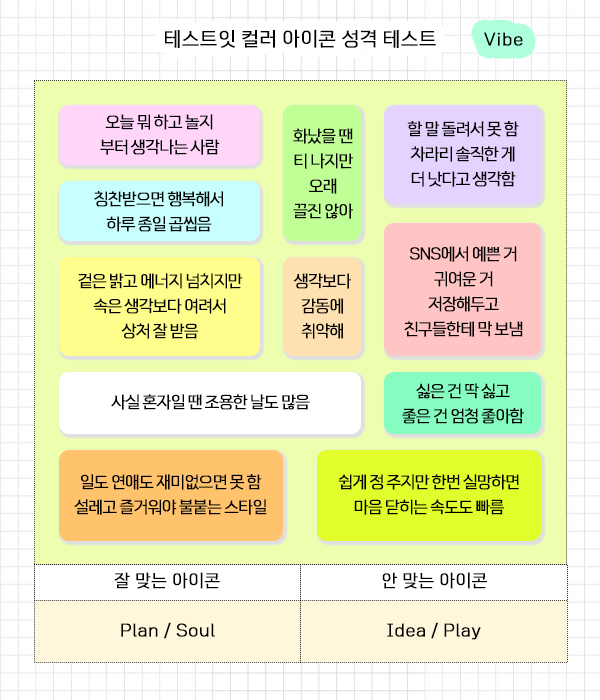 테스트잇 컬러 아이콘 성격 테스트
Vibe
오늘 뭐 하고 놀지
부터 생각나는 사람
화났을 땐
티 나지만
오래
끌진 않아
할 말 돌려서 못 함
차라리 솔직한 게
더 낫다고 생각함
칭찬받으면 행복해서
하루 종일 곱씹음
SNS에서 예쁜 거
귀여운 거
저장해두고
친구들한테 막 보냄
겉은 밝고 에너지 넘치지만
속은 생각보다 여려서
상처 잘 받음
생각보다
감동에
취약해
사실 혼자일 땐 조용한 날도 많음
싫은 건 딱 싫고
좋은 건 엄청 좋아함
일도 연애도 재미없으면 못 함
설레고 즐거워야 불붙는 스타일
쉽게 정 주지만 한번 실망하면
마음 닫히는 속도도 빠름
잘 맞는 아이콘
안 맞는 아이콘
Plan / Soul
Idea / Play